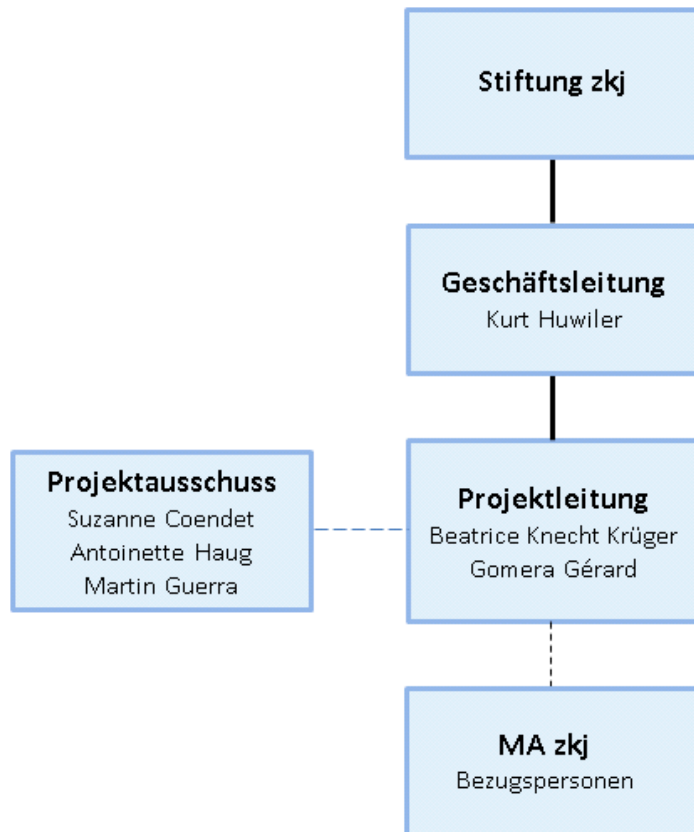 Stiftung zkj
Geschäftsleitung
Kurt Huwiler
Projektausschuss
Suzanne Coendet
Antoinette Haug
Martin Guerra
Projektleitung
Beatrice Knecht Krüger
Gomera Gérard
MA zkj
Bezugspersonen